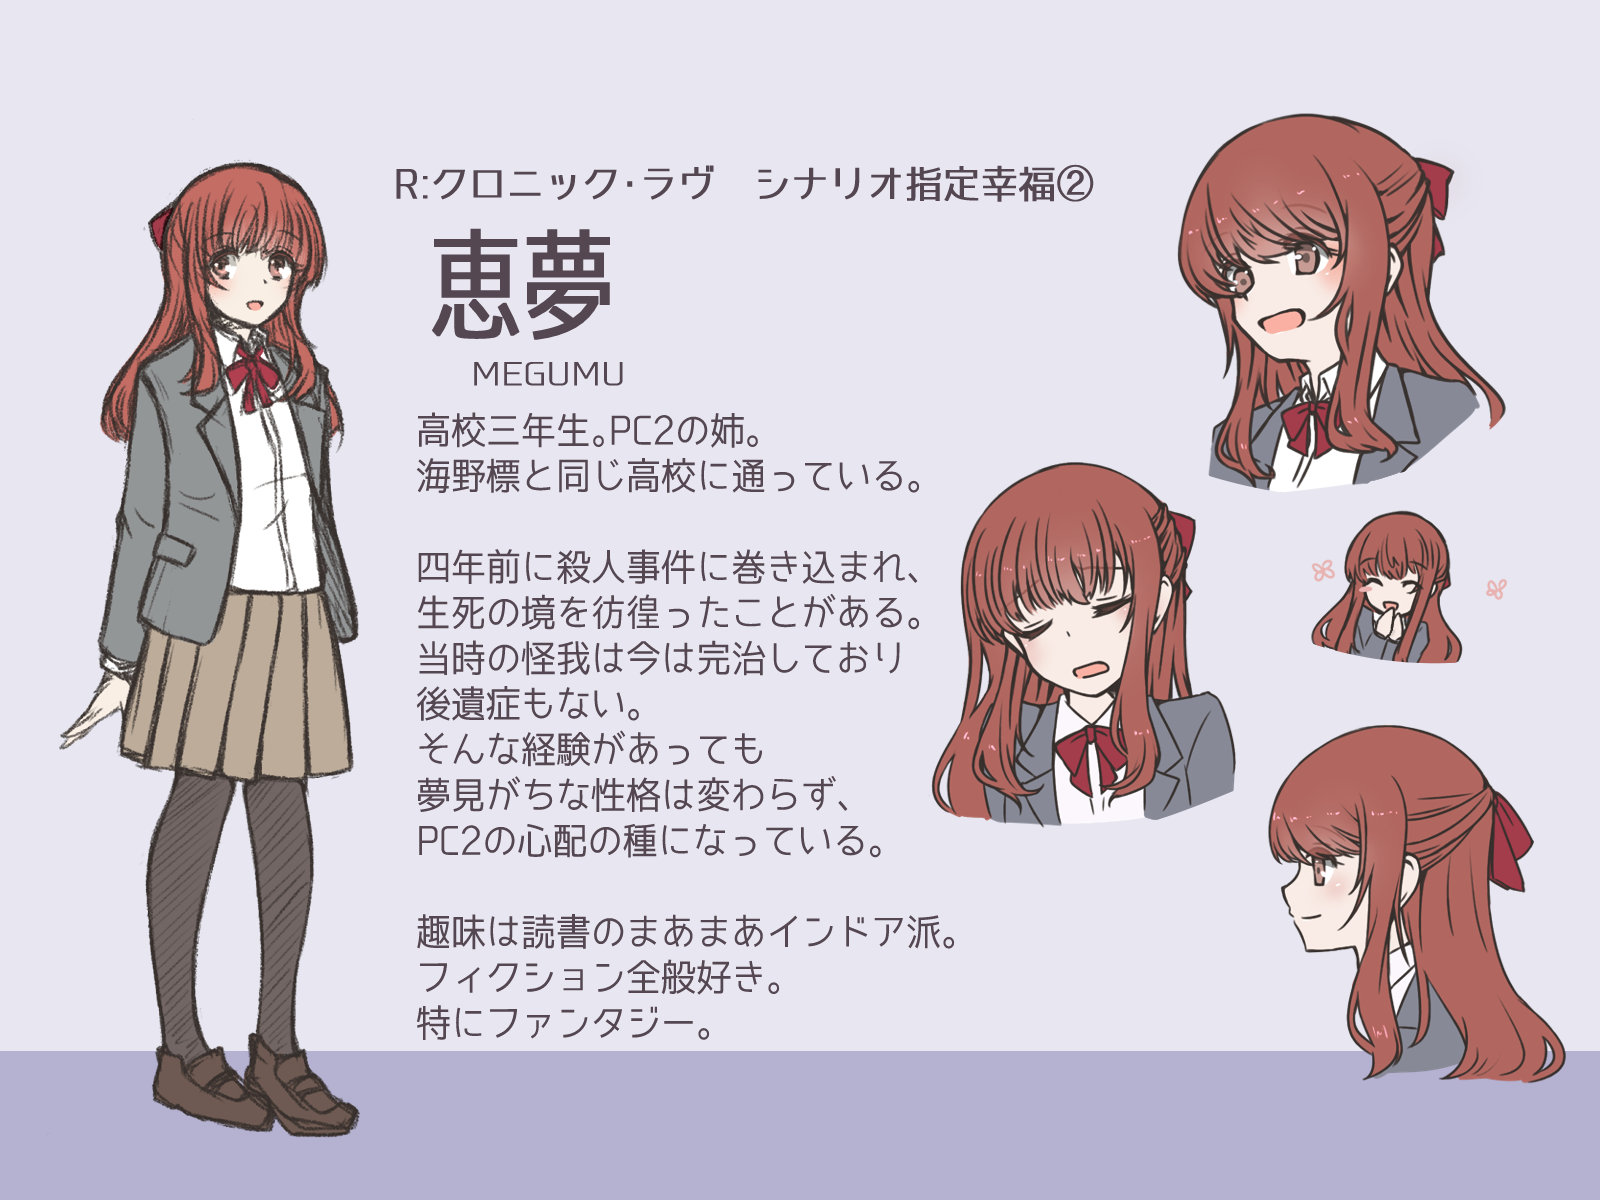 R:クロニック・ラヴ　シナリオ指定幸福②
恵夢
MEGUMU
高校三年生。PC2の姉。
海野標と同じ高校に通っている。
四年前に殺人事件に巻き込まれ、
生死の境を彷徨ったことがある。
当時の怪我は今は完治しており
後遺症もない。
そんな経験があっても
夢見がちな性格は変わらず、
PC2の心配の種になっている。
趣味は読書のまあまあインドア派。
フィクション全般好き。
特にファンタジー。